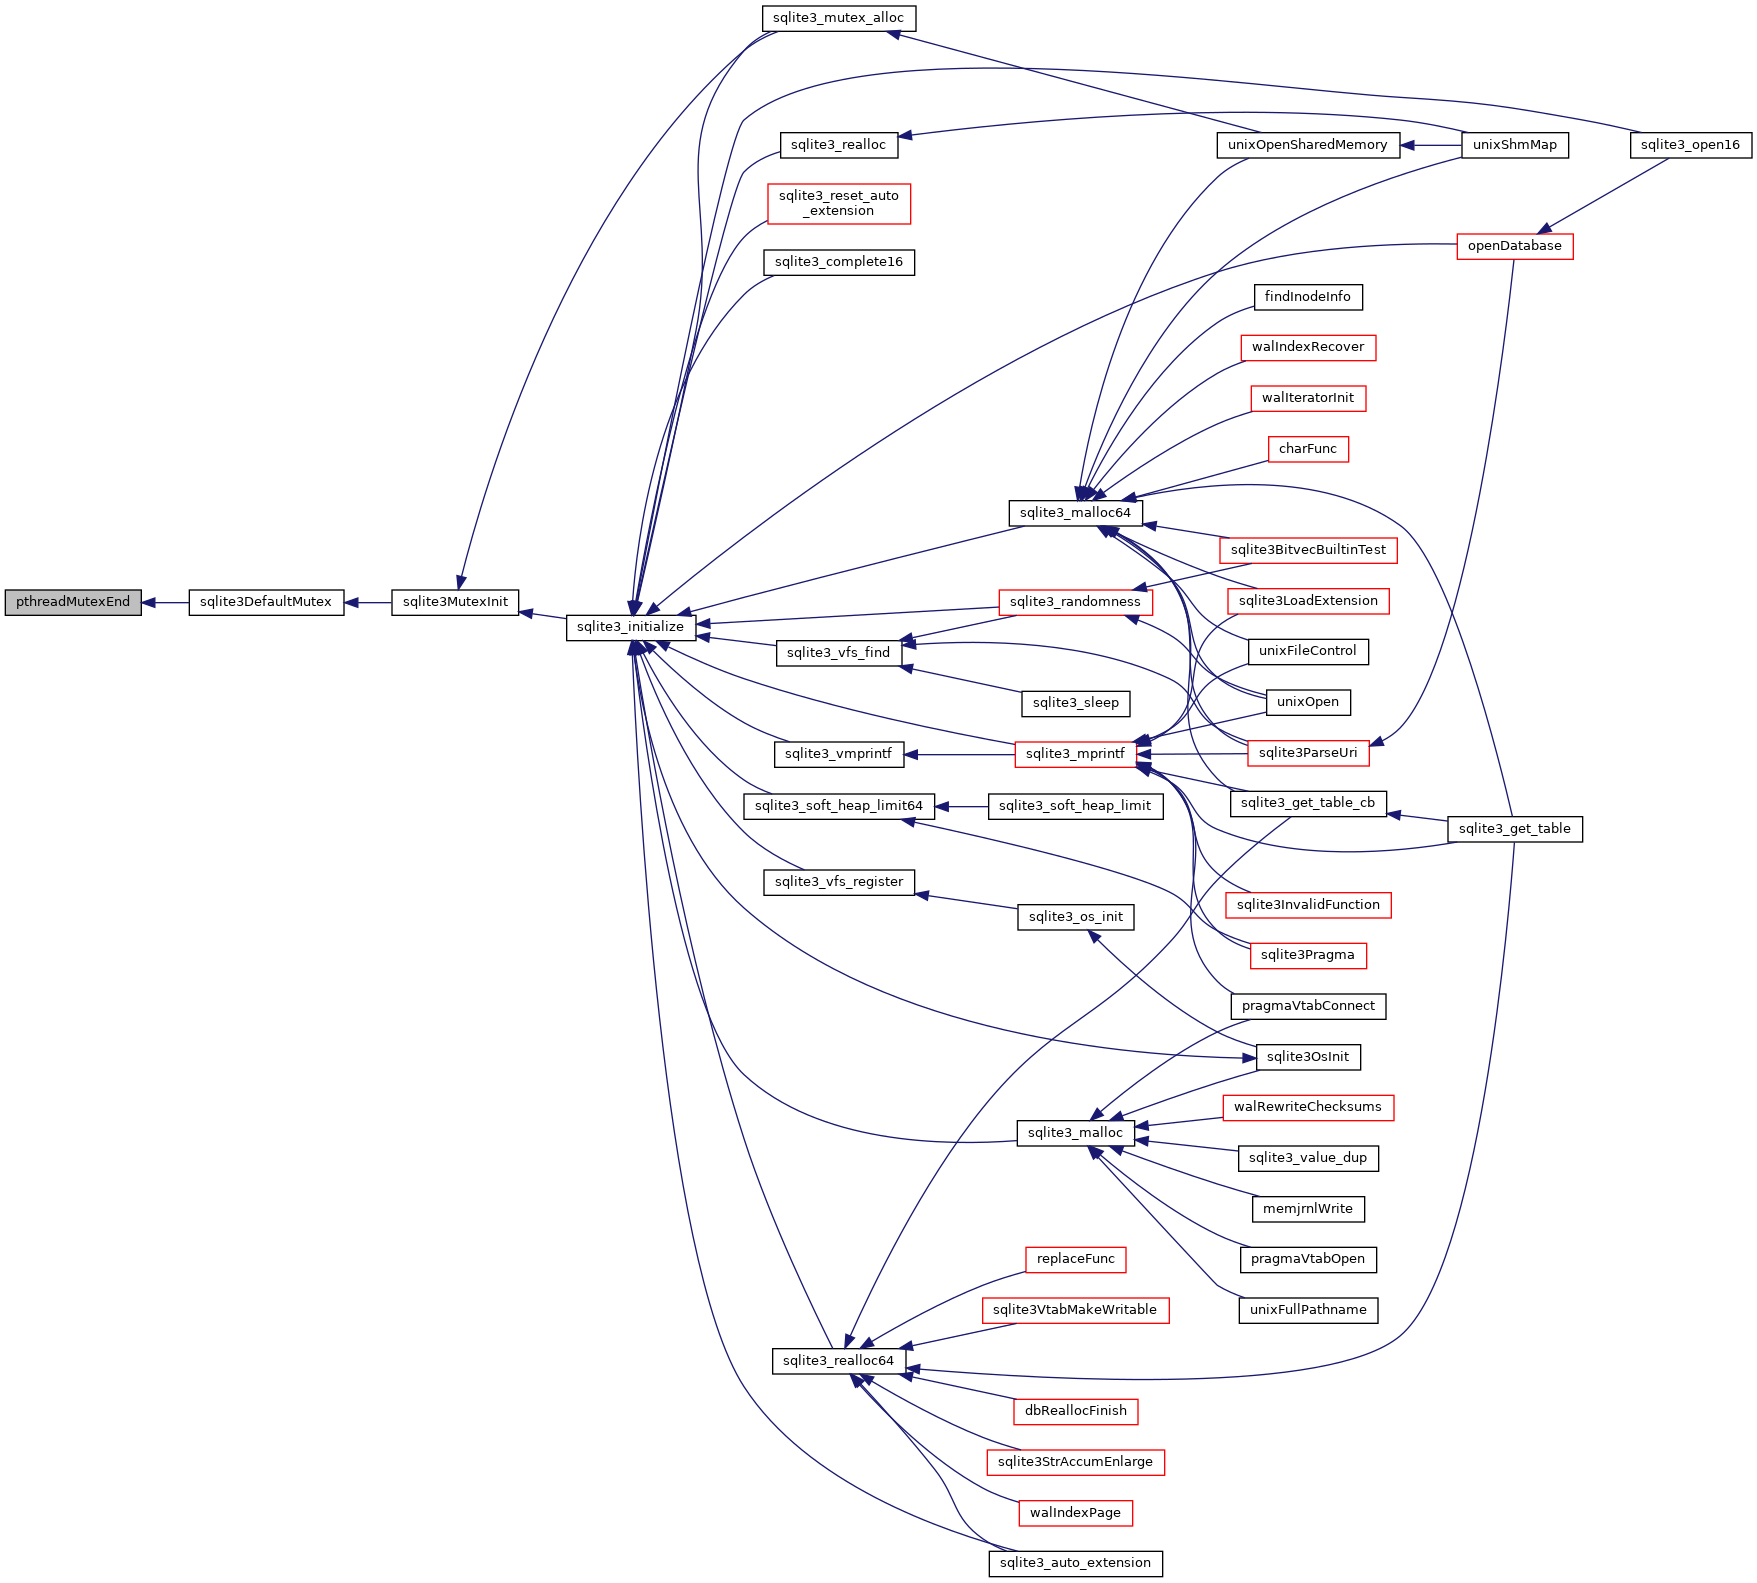 sqlite3_mutex_alloc
sqlite3_realloc
unixOpenSharedMemory
unixShmMap
sqlite3_open16
sqlite3_reset_auto
_extension
openDatabase
sqlite3_complete16
findInodeInfo
walIndexRecover
walIteratorInit
charFunc
sqlite3_malloc64
sqlite3BitvecBuiltinTest
pthreadMutexEnd
sqlite3DefaultMutex
sqlite3MutexInit
sqlite3_randomness
sqlite3LoadExtension
sqlite3_initialize
sqlite3_vfs_find
unixFileControl
sqlite3_sleep
unixOpen
sqlite3_vmprintf
sqlite3_mprintf
sqlite3ParseUri
sqlite3_soft_heap_limit64
sqlite3_soft_heap_limit
sqlite3_get_table_cb
sqlite3_get_table
sqlite3_vfs_register
sqlite3InvalidFunction
sqlite3_os_init
sqlite3Pragma
pragmaVtabConnect
sqlite3OsInit
walRewriteChecksums
sqlite3_malloc
sqlite3_value_dup
memjrnlWrite
replaceFunc
pragmaVtabOpen
sqlite3VtabMakeWritable
unixFullPathname
sqlite3_realloc64
dbReallocFinish
sqlite3StrAccumEnlarge
walIndexPage
sqlite3_auto_extension